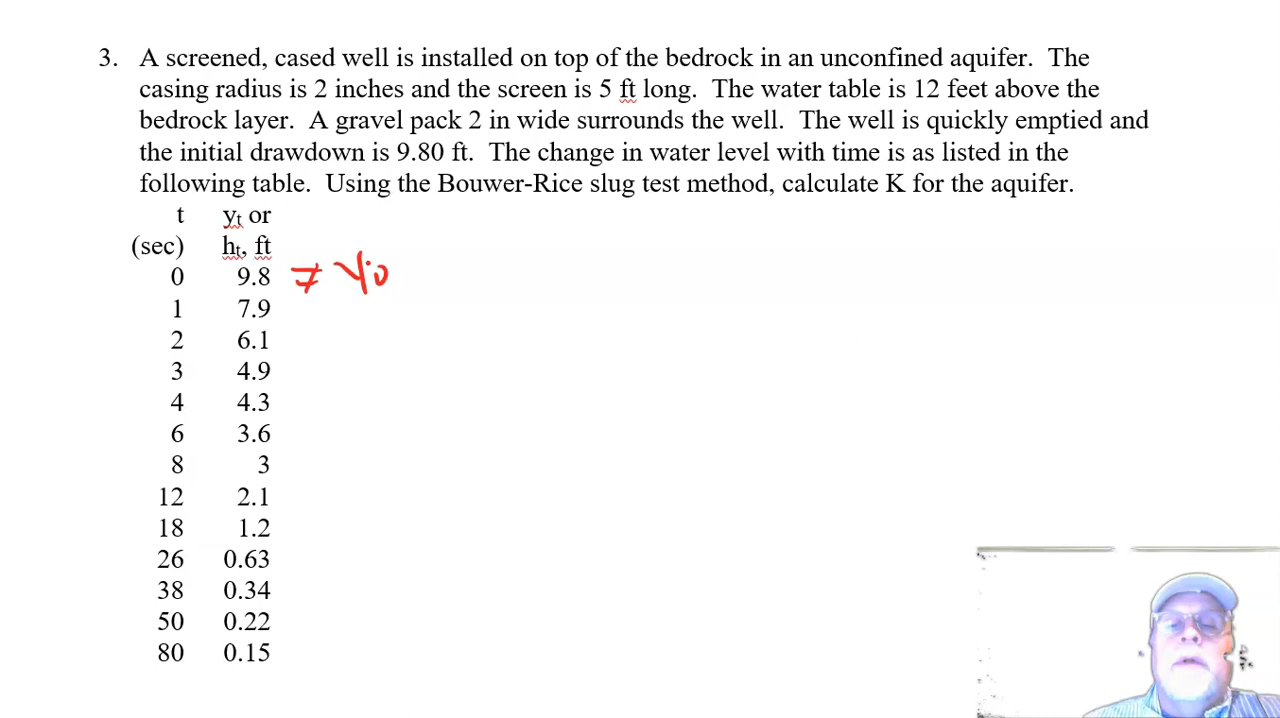 3. A screened, cased well is installed on top of the bedrock in an unconfined aquifer. The
casing radius is 2 inches and the screen is 5 ft long. The water table is 12 feet above the
bedrock layer. A gravel pack 2 in wide surrounds the well. The well is quickly emptied and
the initial drawdown is 9.80 ft. The change in water level with time is as listed in the
following table. Using the Bouwer-Rice slug test method, calculate K for the aquifer.
t yt or
(sec) ht, ft
0 9.8 ≠ yo
1 7.9
2 6.1
3 4.9
4 4.3
6 3.6
8 3
12 2.1
18 1.2
26 0.63
38 0.34
50 0.22
80 0.15